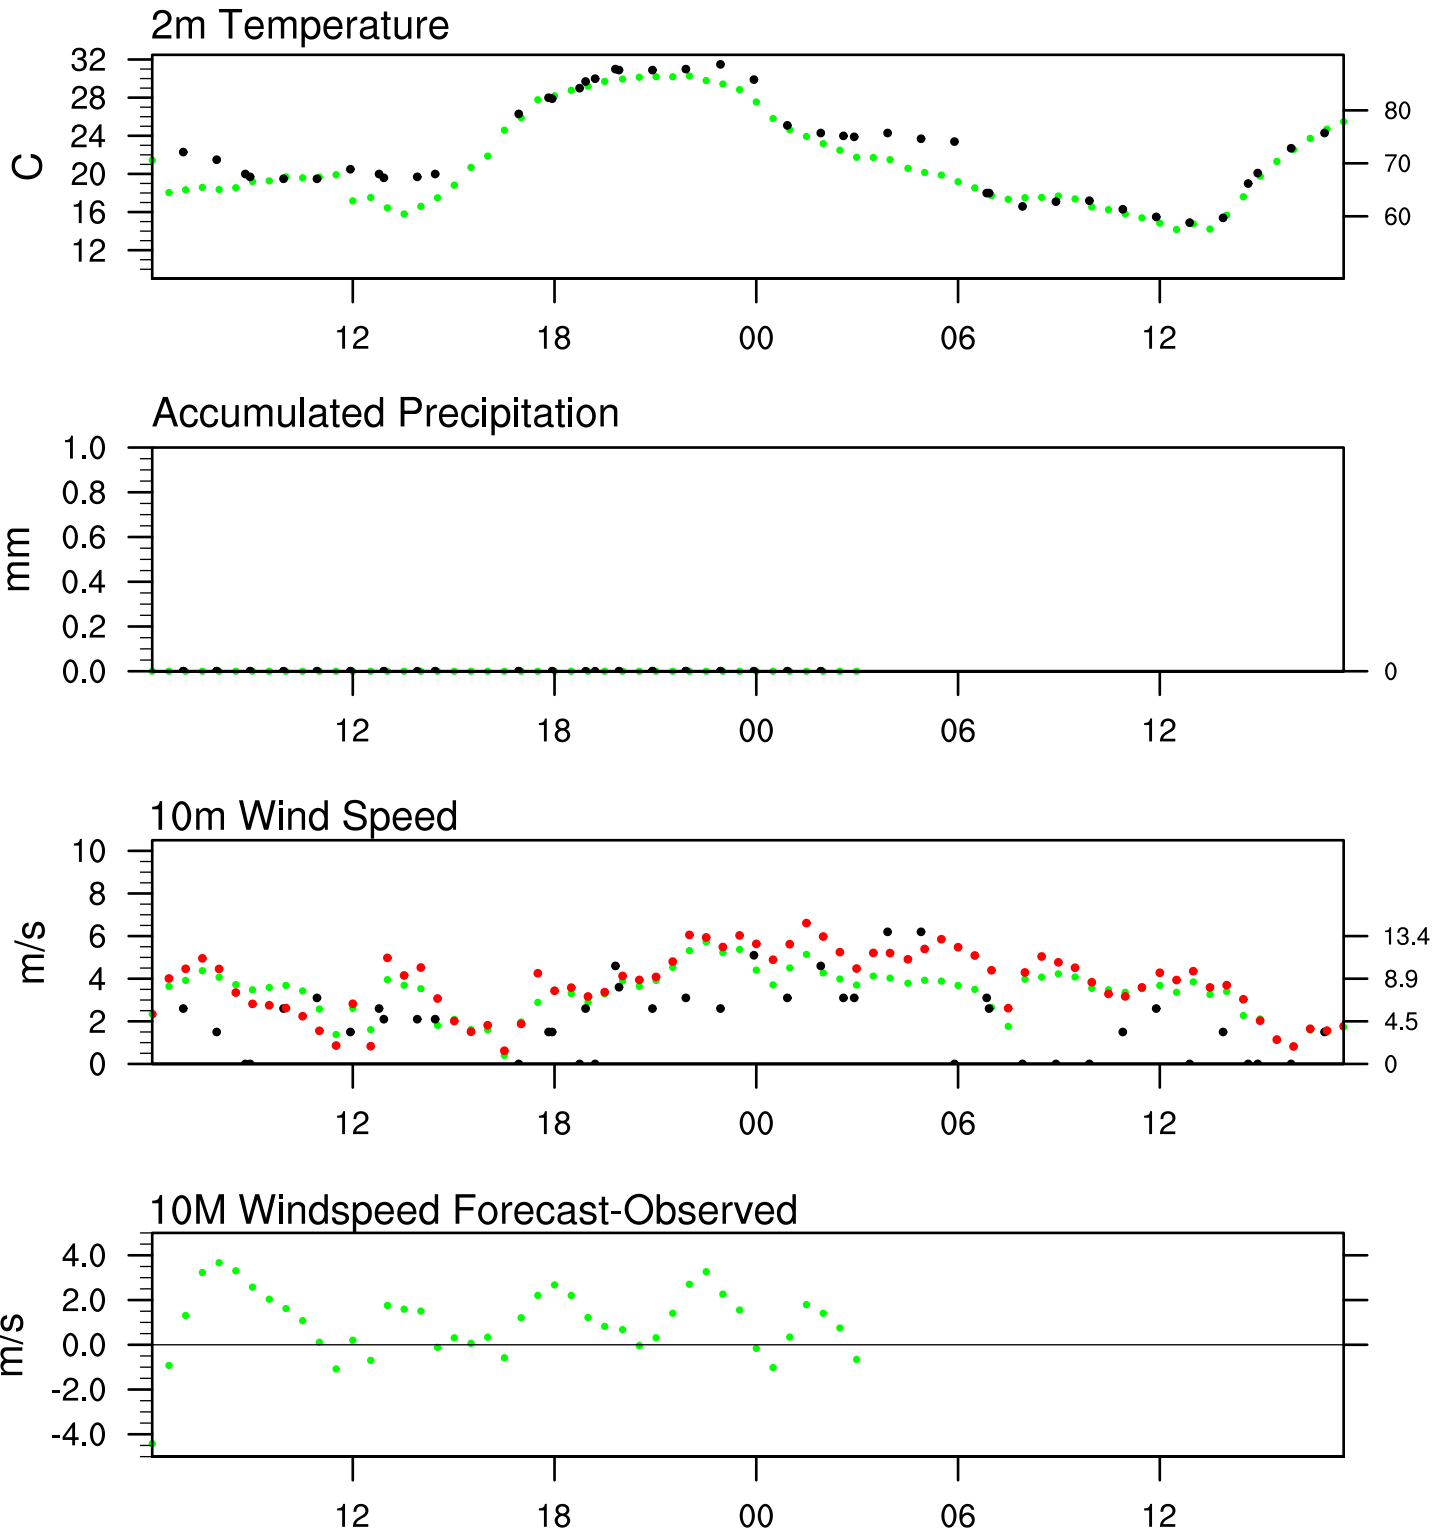 2m Temperature
32
28
24
20
16
12
C
80
70
60
12 18 00 06 12
Accumulated Precipitation
1.0
0.8
0.6
0.4
0.2
0.0
mm
0
12 18 00 06 12
10m Wind Speed
10
8
6
4
2
0
m/s
13.4
8.9
4.5
0
12 18 00 06 12
10M Windspeed Forecast-Observed
4.0
2.0
0.0
-2.0
-4.0
m/s
12 18 00 06 12